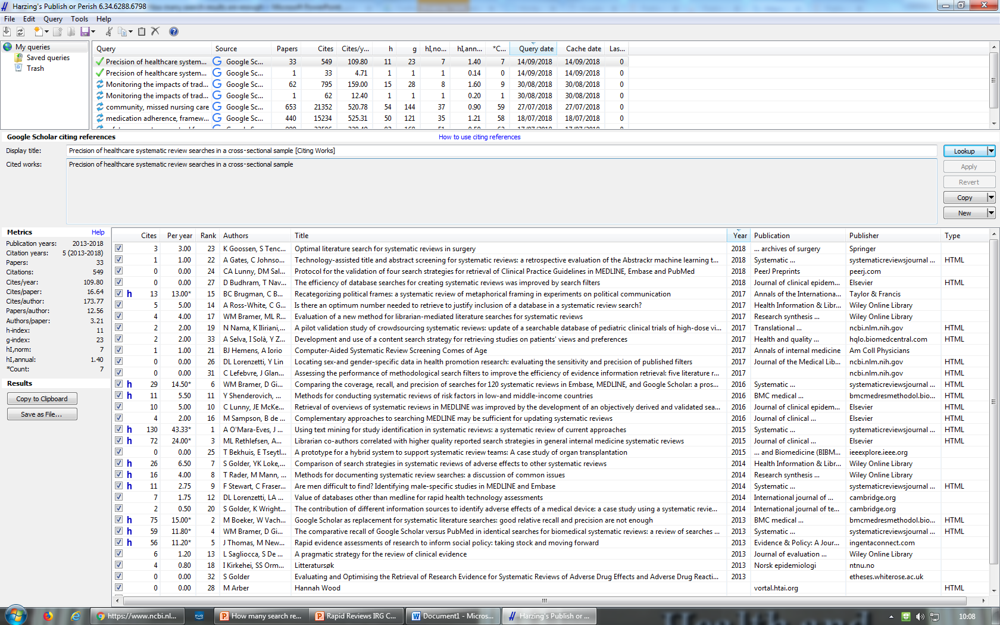 Harzing's Publish or Perish 6.34.6288.6798
File Edit Query Tools Help
My queries
Saved queries
Trash
Query Source Papers Cites Cites/y... h g hI,no... hI,ann... *C... Query date Cache date Las...
Precision of healthcare system... Google Sc... 33 549 109.80 11 23 7 1.40 7 14/09/2018 14/09/2018 0
Precision of healthcare system... Google Sc... 1 33 4.71 1 1 1 0.14 0 14/09/2018 14/09/2018 0
Monitoring the impacts of trad... Google Sc... 62 795 159.00 15 28 8 1.60 9 30/08/2018 30/08/2018 0
Monitoring the impacts of trad... Google Sc... 1 62 12.40 1 1 1 0.20 1 30/08/2018 30/08/2018 0
community, missed nursing care Google Sc... 653 21352 520.78 54 144 37 0.90 59 27/07/2018 27/07/2018 0
medication adherence, framew... Google Sc... 440 15234 525.31 50 121 35 1.21 58 18/07/2018 18/07/2018 0
Google Scholar citing references How to use citing references
Display title: Precision of healthcare systematic review searches in a cross-sectional sample [Citing Works] Lookup
Cited works: Precision of healthcare systematic review searches in a cross-sectional sample
Apply
Revert
Copy
New
Metrics Help
Publication years: 2013-2018
Citation years: 5 (2013-2018)
Papers: 33
Citations: 549
Cites/year: 109.80
Cites/paper: 16.64
Cites/author: 173.77
Papers/author: 12.56
Authors/paper: 3.21
h-index: 11
g-index: 23
hI,norm: 7
hI,annual: 1.40
*Count: 7
Results
Copy to Clipboard
Save as File...
Cites Per year Rank Authors Title Year Publication Publisher Type
3 3.00 23 K Goossen, S Tenc... Optimal literature search for systematic reviews in surgery 2018 ... archives of surgery Springer
1 1.00 22 A Gates, C Johnso... Technology-assisted title and abstract screening for systematic reviews: a retrospective evaluation of the Abstrackr machine learning t... 2018 Systematic ... systematicreviewsjournal ... HTML
0 0.00 24 CA Lunny, DM Sal... Protocol for the validation of four search strategies for retrieval of Clinical Practice Guidelines in MEDLINE, Embase and PubMed 2018 PeerJ Preprints peerj.com
0 0.00 27 D Budhram, T Nav... The efficiency of database searches for creating systematic reviews was improved by search filters 2018 Journal of clinical epidem... Elsevier HTML
h 13 13.00* 15 BC Brugman, C B... Recategorizing political frames: a systematic review of metaphorical framing in experiments on political communication 2017 Annals of the Internationa... Taylor & Francis
5 5.00 14 A Ross-White, C G... Is there an optimum number needed to retrieve to justify inclusion of a database in a systematic review search? 2017 Health Information & Libr... Wiley Online Library
4 4.00 17 WM Bramer, ML R... Evaluation of a new method for librarian-mediated literature searches for systematic reviews 2017 Research synthesis ... Wiley Online Library
2 2.00 19 N Nama, K Iliriani,... A pilot validation study of crowdsourcing systematic reviews: update of a searchable database of pediatric clinical trials of high-dose vi... 2017 Translational ... ncbi.nlm.nih.gov HTML
2 2.00 33 A Selva, I Solà, Y Z... Development and use of a content search strategy for retrieving studies on patients' views and preferences 2017 Health and quality ... hqlo.biomedcentral.com HTML
1 1.00 21 BJ Hemens, A Iorio Computer-Aided Systematic Review Screening Comes of Age 2017 Annals of internal medicine Am Coll Physicians
0 0.00 26 DL Lorenzetti, Y Lin Locating sex-and gender-specific data in health promotion research: evaluating the sensitivity and precision of published filters 2017 Journal of the Medical Lib... ncbi.nlm.nih.gov HTML
0 0.00 31 C Lefebvre, J Glan... Assessing the performance of methodological search filters to improve the efficiency of evidence information retrieval: five literature r... 2017 ncbi.nlm.nih.gov HTML
h 29 14.50* 6 WM Bramer, D Gi... Comparing the coverage, recall, and precision of searches for 120 systematic reviews in Embase, MEDLINE, and Google Scholar: a pros... 2016 Systematic ... systematicreviewsjournal ... HTML
h 11 5.50 11 Y Shenderovich, ... Methods for conducting systematic reviews of risk factors in low-and middle-income countries 2016 BMC medical ... bmcmedresmethodol.bio... HTML
10 5.00 10 C Lunny, JE McKe... Retrieval of overviews of systematic reviews in MEDLINE was improved by the development of an objectively derived and validated sea... 2016 Journal of clinical epidem... Elsevier HTML
4 2.00 16 M Sampson, B de ... Complementary approaches to searching MEDLINE may be sufficient for updating systematic reviews 2016 Journal of clinical ... Elsevier HTML
h 130 43.33* 1 A O'Mara-Eves, J ... Using text mining for study identification in systematic reviews: a systematic review of current approaches 2015 Systematic ... systematicreviewsjournal ... HTML
h 72 24.00* 3 ML Rethlefsen, A... Librarian co-authors correlated with higher quality reported search strategies in general internal medicine systematic reviews 2015 Journal of clinical ... Elsevier HTML
0 0.00 25 T Bekhuis, E Tseytl... A prototype for a hybrid system to support systematic review teams: A case study of organ transplantation 2015 ... and Biomedicine (BIBM... ieeexplore.ieee.org
h 26 6.50 7 S Golder, YK Loke,... Comparison of search strategies in systematic reviews of adverse effects to other systematic reviews 2014 Health Information & Libr... Wiley Online Library
h 16 4.00 8 T Rader, M Mann, ... Methods for documenting systematic review searches: a discussion of common issues 2014 Research synthesis ... Wiley Online Library
h 11 2.75 9 F Stewart, C Fraser... Are men difficult to find? Identifying male-specific studies in MEDLINE and Embase 2014 Systematic ... systematicreviewsjournal ... HTML
7 1.75 12 DL Lorenzetti, LA ... Value of databases other than medline for rapid health technology assessments 2014 International journal of ... cambridge.org
2 0.50 20 S Golder, K Wright... The contribution of different information sources to identify adverse effects of a medical device: a case study using a systematic revie... 2014 International journal of te... cambridge.org
h 75 15.00* 2 M Boeker, W Vach... Google Scholar as replacement for systematic literature searches: good relative recall and precision are not enough 2013 BMC medical ... bmcmedresmethodol.bio... HTML
h 59 11.80* 4 WM Bramer, D Gi... The comparative recall of Google Scholar versus PubMed in identical searches for biomedical systematic reviews: a review of searches ... 2013 Systematic ... systematicreviewsjournal ... HTML
h 56 11.20* 5 J Thomas, M New... Rapid evidence assessments of research to inform social policy: taking stock and moving forward 2013 Evidence & Policy: A Jour... ingentaconnect.com
6 1.20 13 L Sagliocca, S De ... A pragmatic strategy for the review of clinical evidence 2013 Journal of evaluation ... Wiley Online Library
4 0.80 18 I Kirkehei, SS Orm... Litteratursøk 2013 Norsk epidemiologi ntnu.no
0 0.00 32 S Golder Evaluating and Optimising the Retrieval of Research Evidence for Systematic Reviews of Adverse Drug Effects and Adverse Drug Reacti... 2013 etheses.whiterose.ac.uk
0 0.00 28 M Arber Hannah Wood vortal.htai.org HTML
https://www.ncbi.nl... How many search re... Rapid Reviews IRG C... Document1 - Micros... Harzing's Publish or ... 10:08